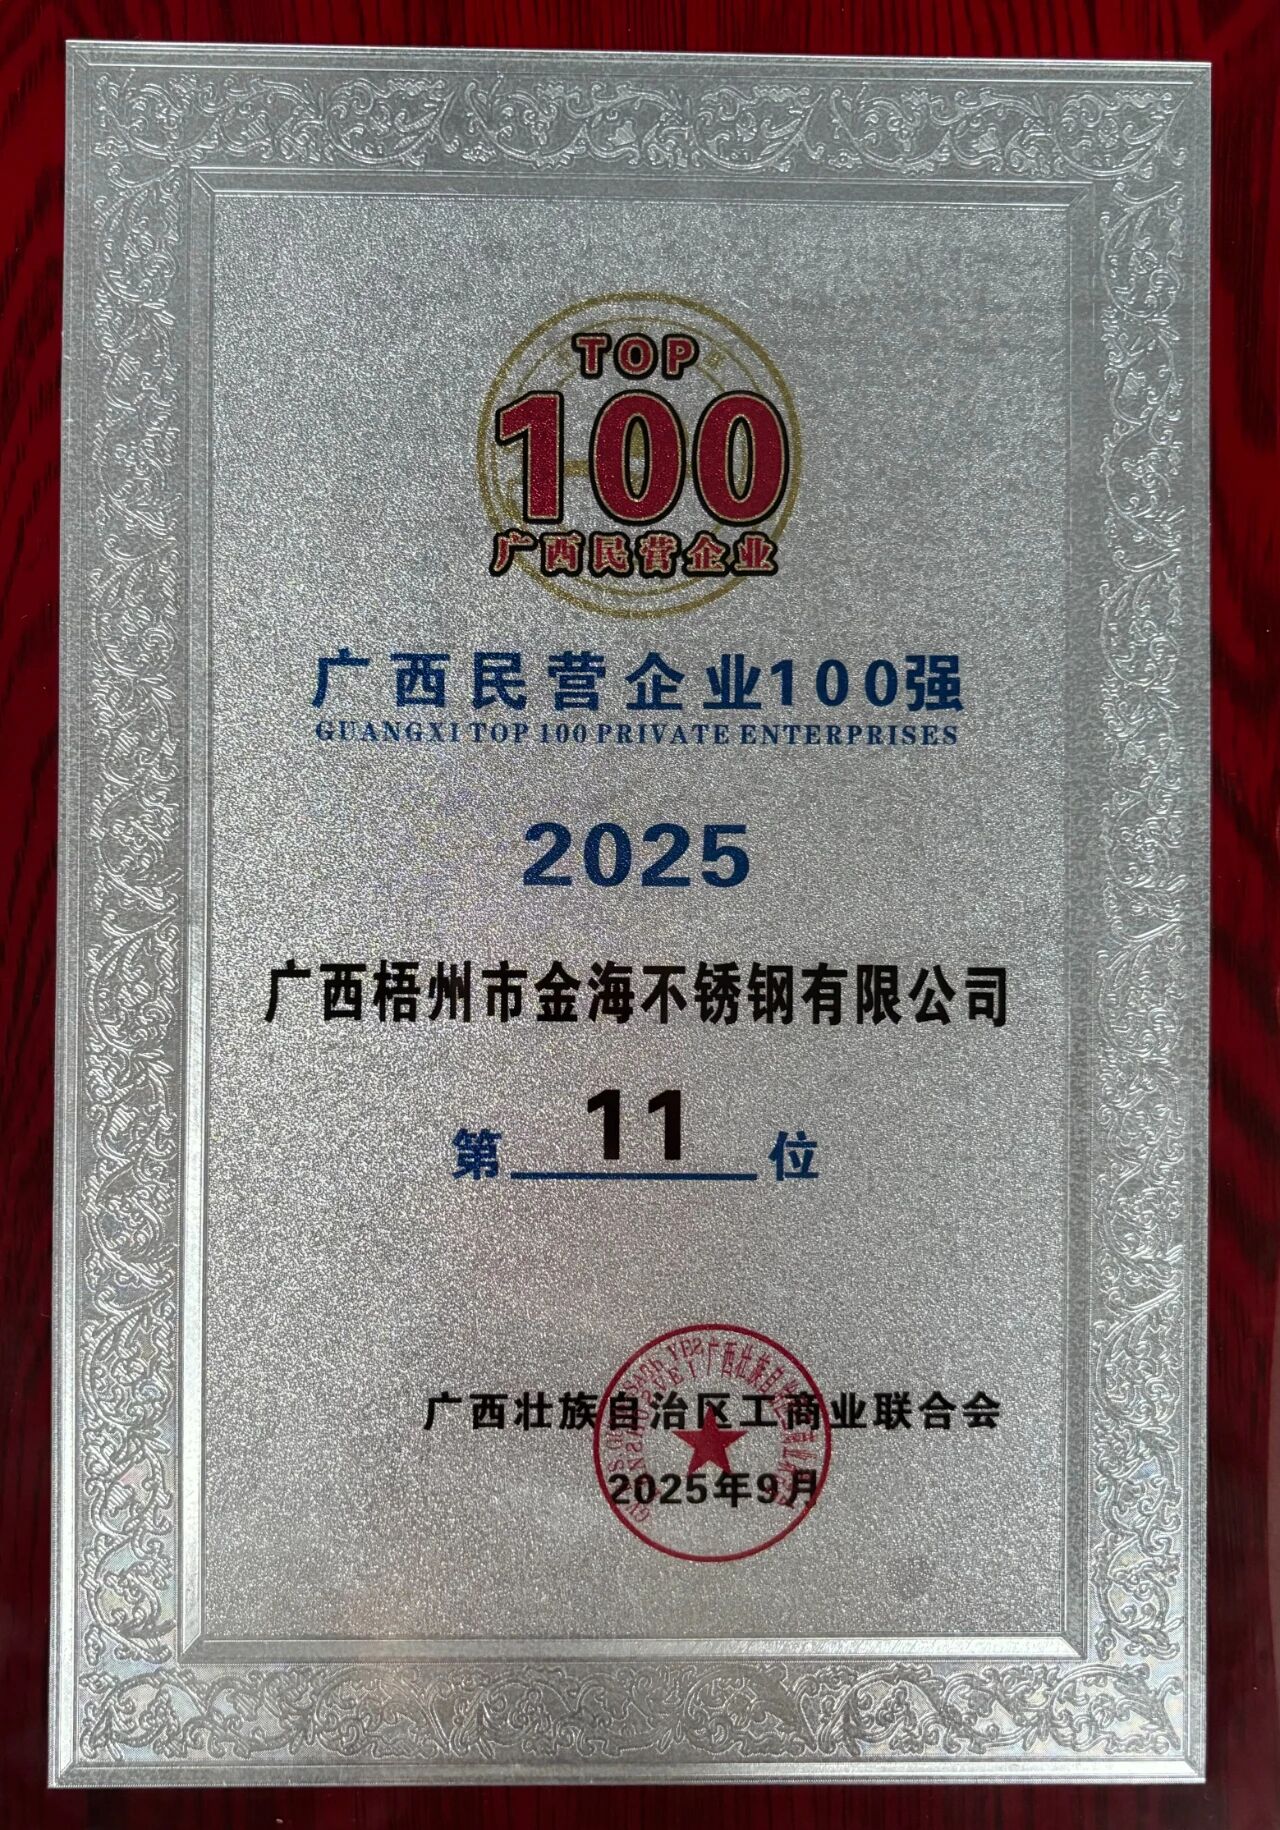 TOP
100
广西民营企业
广西民营企业100强
GUANGXI TOP 100 PRIVATE ENTERPRISES
2025
广西梧州市金海不锈钢有限公司
第 11 位
广西壮族自治区工商业联合会
2025年9月